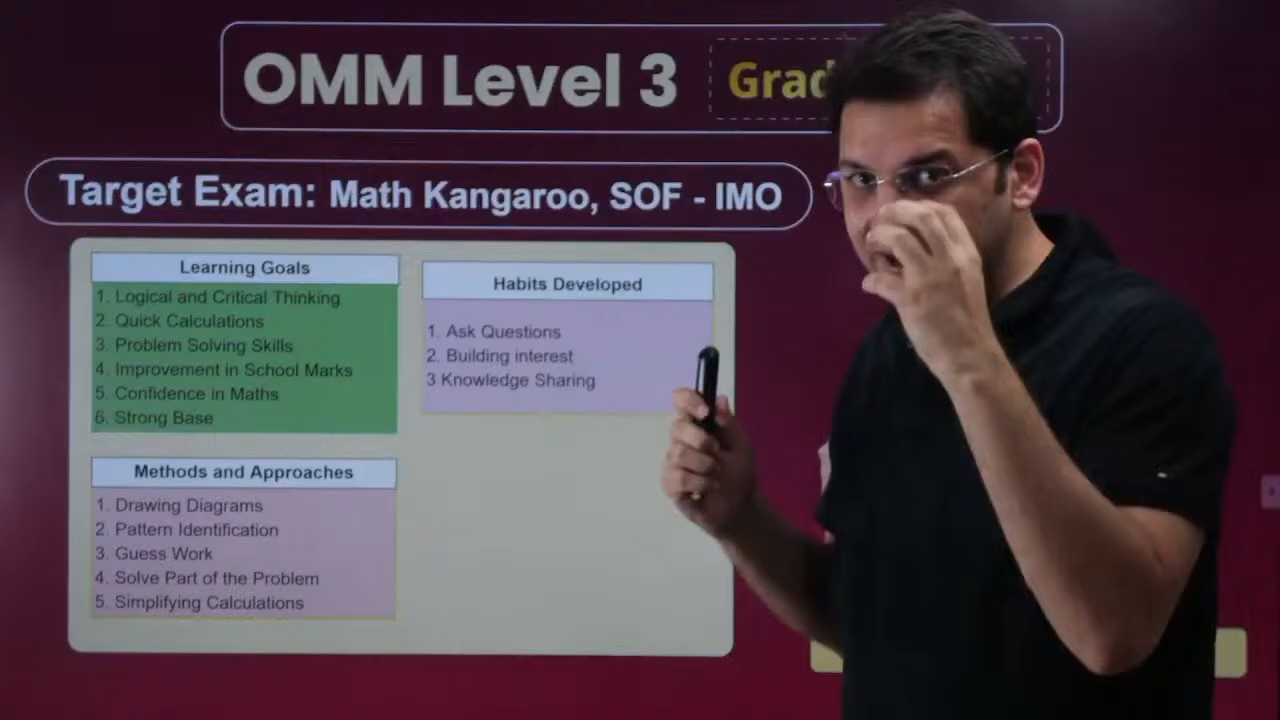 OMM Level 3
Target Exam: Math Kangaroo, SOF - IMO
Learning Goals
1. Logical and Critical Thinking
2. Quick Calculations
3. Problem Solving Skills
4. Improvement in School Marks
5. Confidence in Maths
6. Strong Base
Habits Developed
1. Ask Questions
2. Building interest
3 Knowledge Sharing
Methods and Approaches
1. Drawing Diagrams
2. Pattern Identification
3. Guess Work
4. Solve Part of the Problem
5. Simplifying Calculations